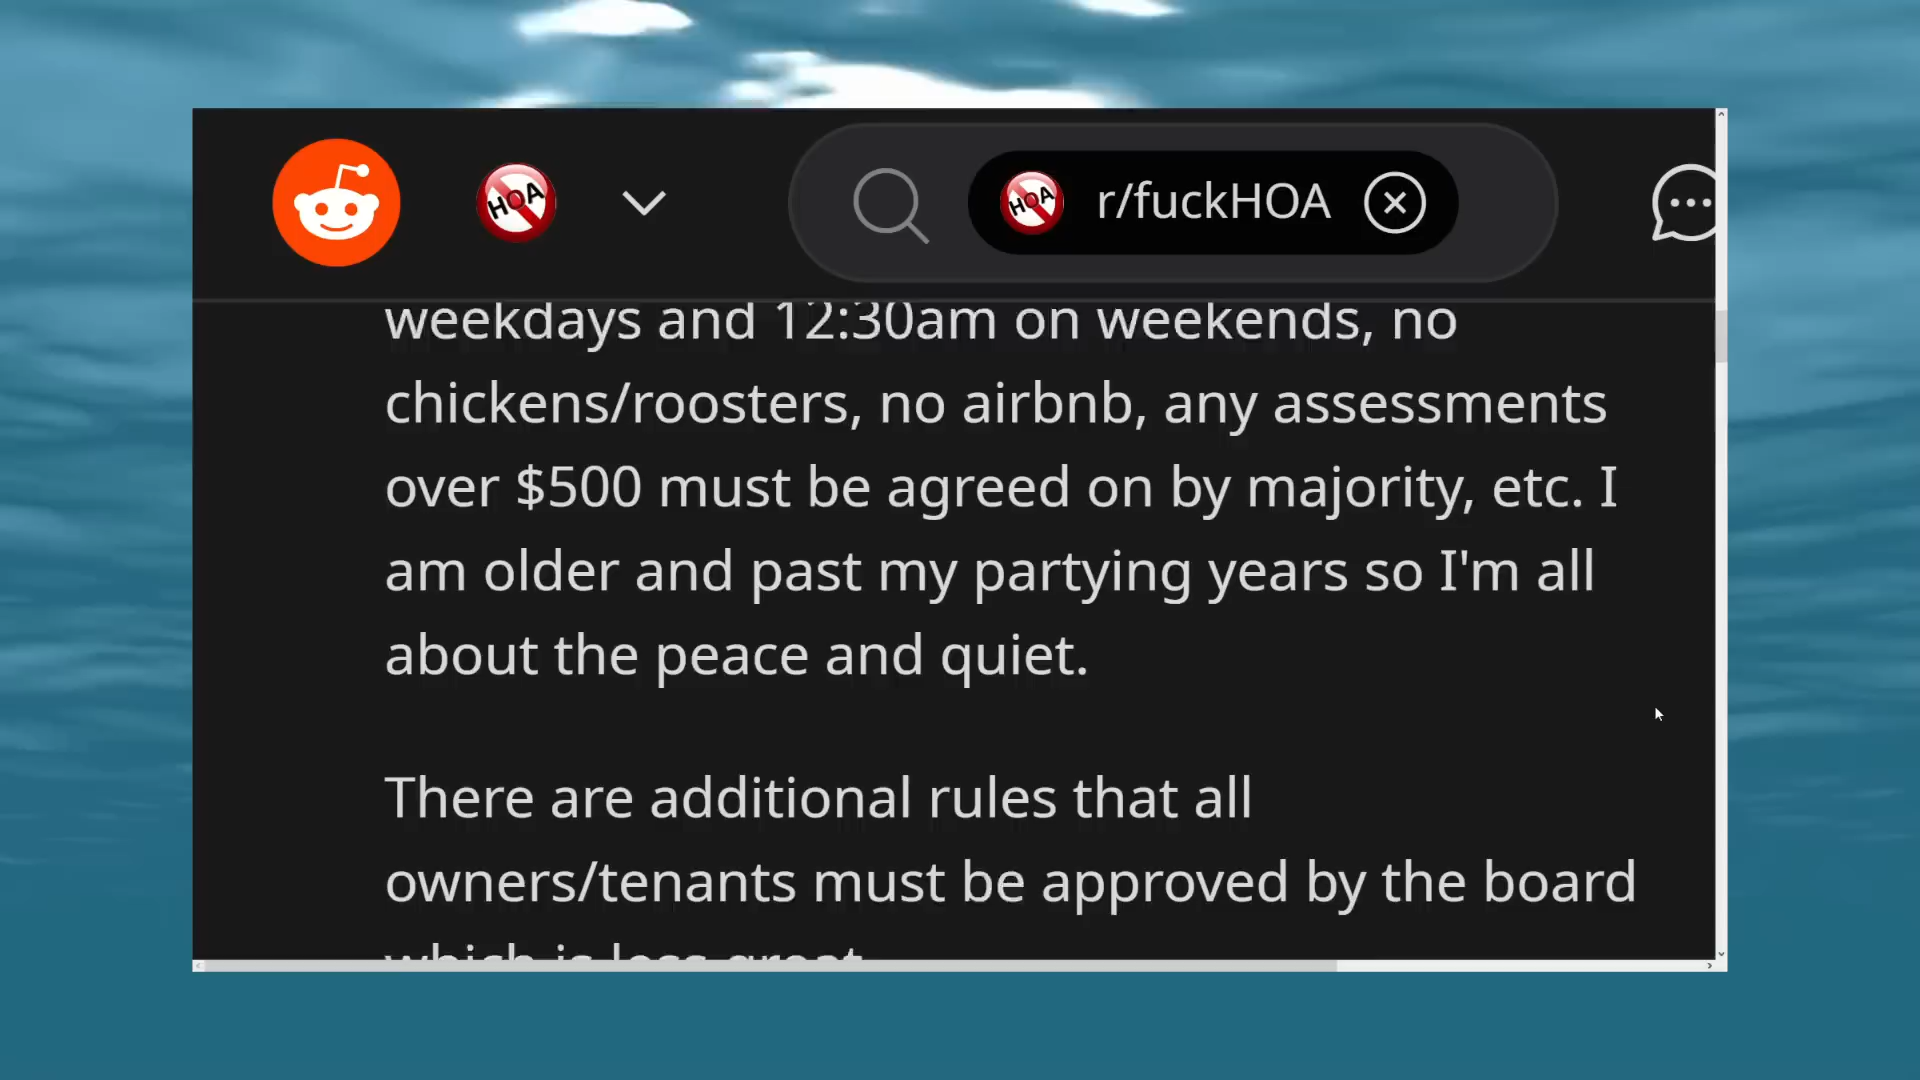 HOA
HOA r/fuckHOA
weekdays and 12:30am on weekends, no
chickens/roosters, no airbnb, any assessments
over $500 must be agreed on by majority, etc. I
am older and past my partying years so I'm all
about the peace and quiet.
There are additional rules that all
owners/tenants must be approved by the board
which is less great